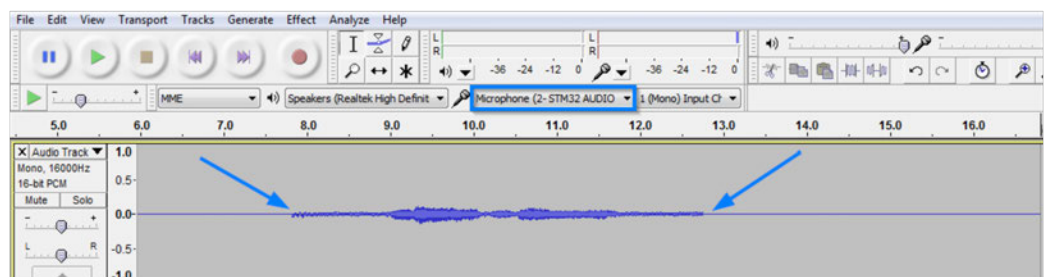 File Edit View Transport Tracks Generate Effect Analyze Help
L
R
-36 -24 -12 0
L
R
-36 -24 -12 0
MME
Speakers (Realtek High Definit
Microphone (2- STM32 AUDIO
1 (Mono) Input Ch
5.0 6.0 7.0 8.0 9.0 10.0 11.0 12.0 13.0 14.0 15.0 16.0
X Audio Track 1.0
Mono, 16000Hz
16-bit PCM 0.5-
Mute Solo
- + 0.0-
L R -0.5-
-1.0